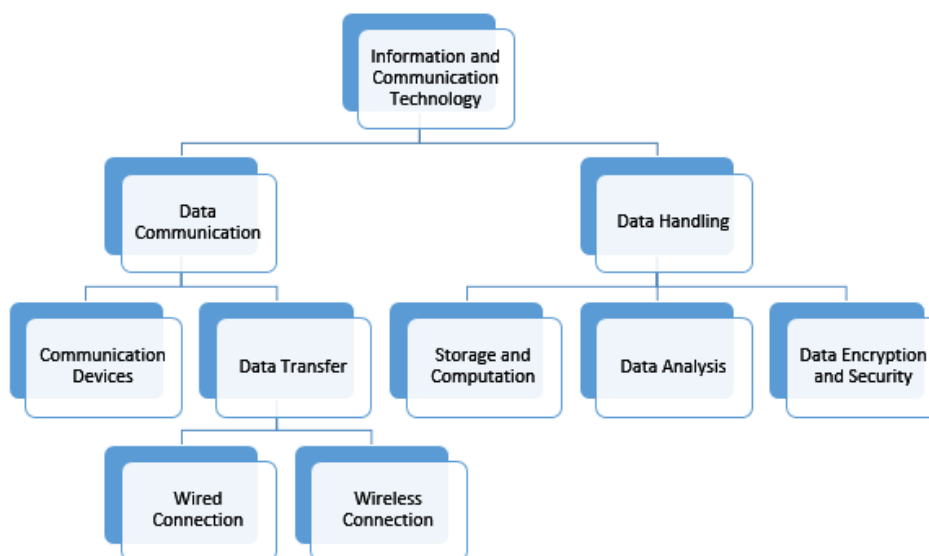 Information and
Communication
Technology
Data
Communication
Data Handling
Communication
Devices
Data Transfer
Storage and
Computation
Data Analysis
Data Encryption
and Security
Wired
Connection
Wireless
Connection